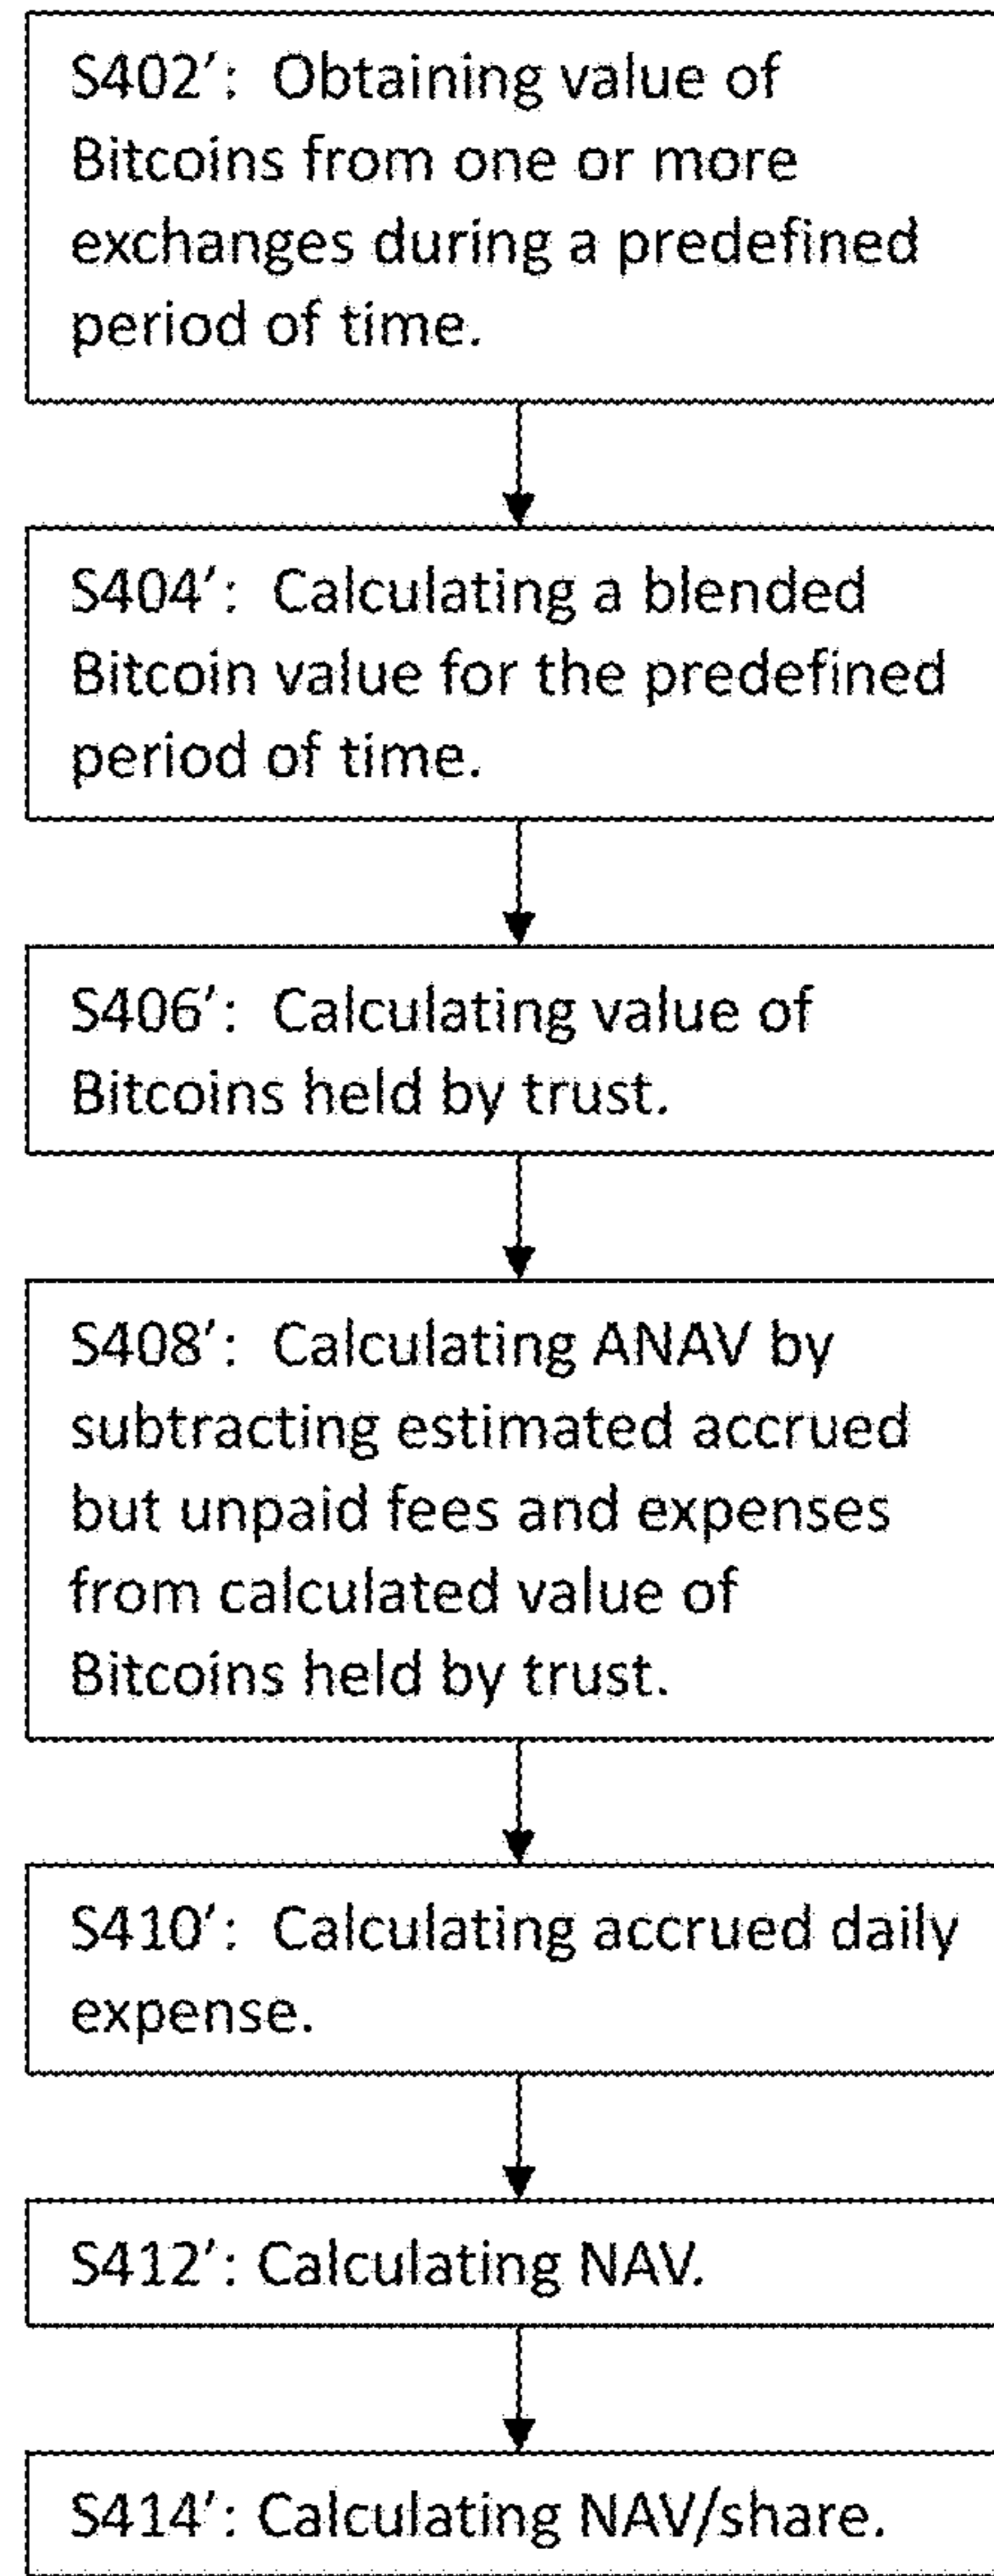 S402′: Obtaining value of
Bitcoins from one or more
exchanges during a predefined
period of time.
S404′: Calculating a blended
Bitcoin value for the predefined
period of time.
S406′: Calculating value of
Bitcoins held by trust.
S408′: Calculating ANAV by
subtracting estimated accrued
but unpaid fees and expenses
from calculated value of
Bitcoins held by trust.
S410′: Calculating accrued daily
expense.
S412′: Calculating NAV.
S414′: Calculating NAV/share.